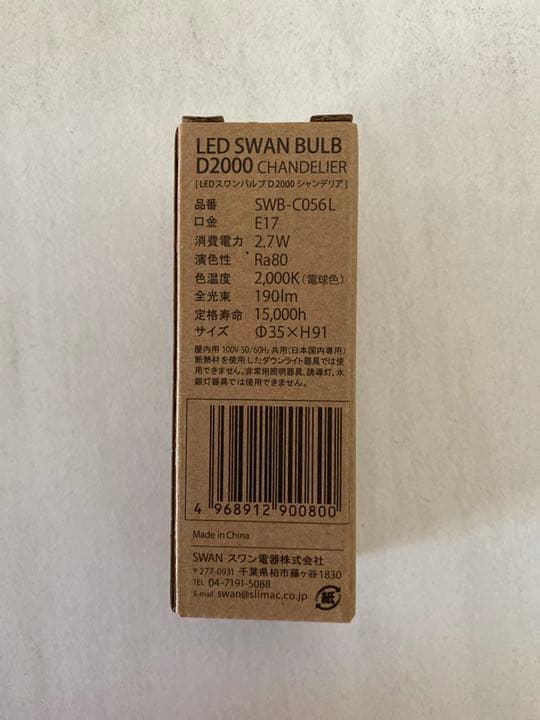 LED SWAN BULB
D2000 CHANDELIER
[LEDスワンバルブ D2000 シャンデリア]
品番 SWB-C056L
口金 E17
消費電力 2.7W
演色性 Ra80
色温度 2,000K(電球色)
全光束 190lm
定格寿命 15,000h
サイズ Φ35×H91
屋内用 100V 50/60Hz 共用(日本国内専用)
断熱材を使用したダウンライト器具では使
用できません。非常用照明器具、誘導灯、水
銀灯器具では使用できません。
4 968912 900800
Made in China
SWAN スワン電器株式会社
〒277-0931 千葉県柏市藤ヶ谷1830
TEL 04-7191-5088
E-mail swan@slimac.co.jp
紙